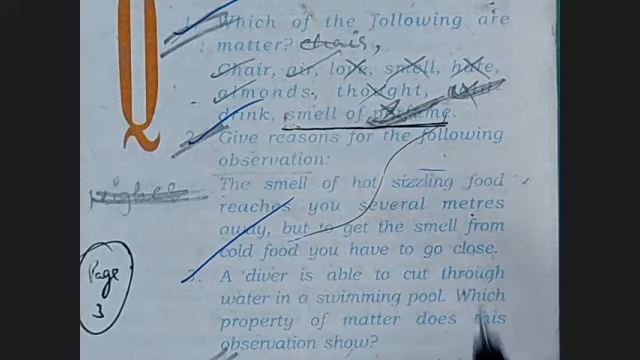 Q
1. Which of the following are
matter? chair,
Chair, air, love, smell, hate,
almonds, thought,
drink, smell of perfume.
2. Give reasons for the following
observation:
The smell of hot sizzling food
reaches you several metres
away, but to get the smell from
cold food you have to go close.
3. A diver is able to cut through
water in a swimming pool. Which
property of matter does this
observation show?
Page
3